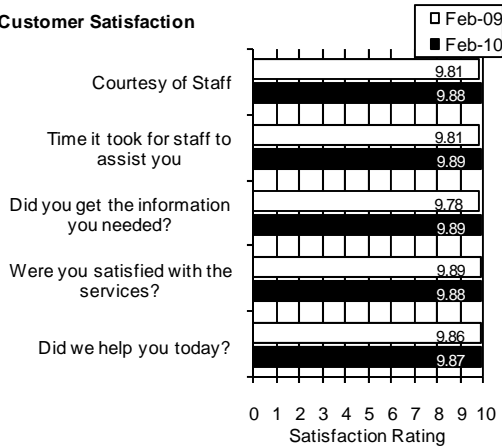 Customer Satisfaction
Feb-09
Feb-10
Courtesy of Staff
9.81
9.88
Time it took for staff to
assist you
9.81
9.89
Did you get the information
you needed?
9.78
9.89
Were you satisfied with the
services?
9.89
9.88
Did we help you today?
9.86
9.87
0 1 2 3 4 5 6 7 8 9 10
Satisfaction Rating